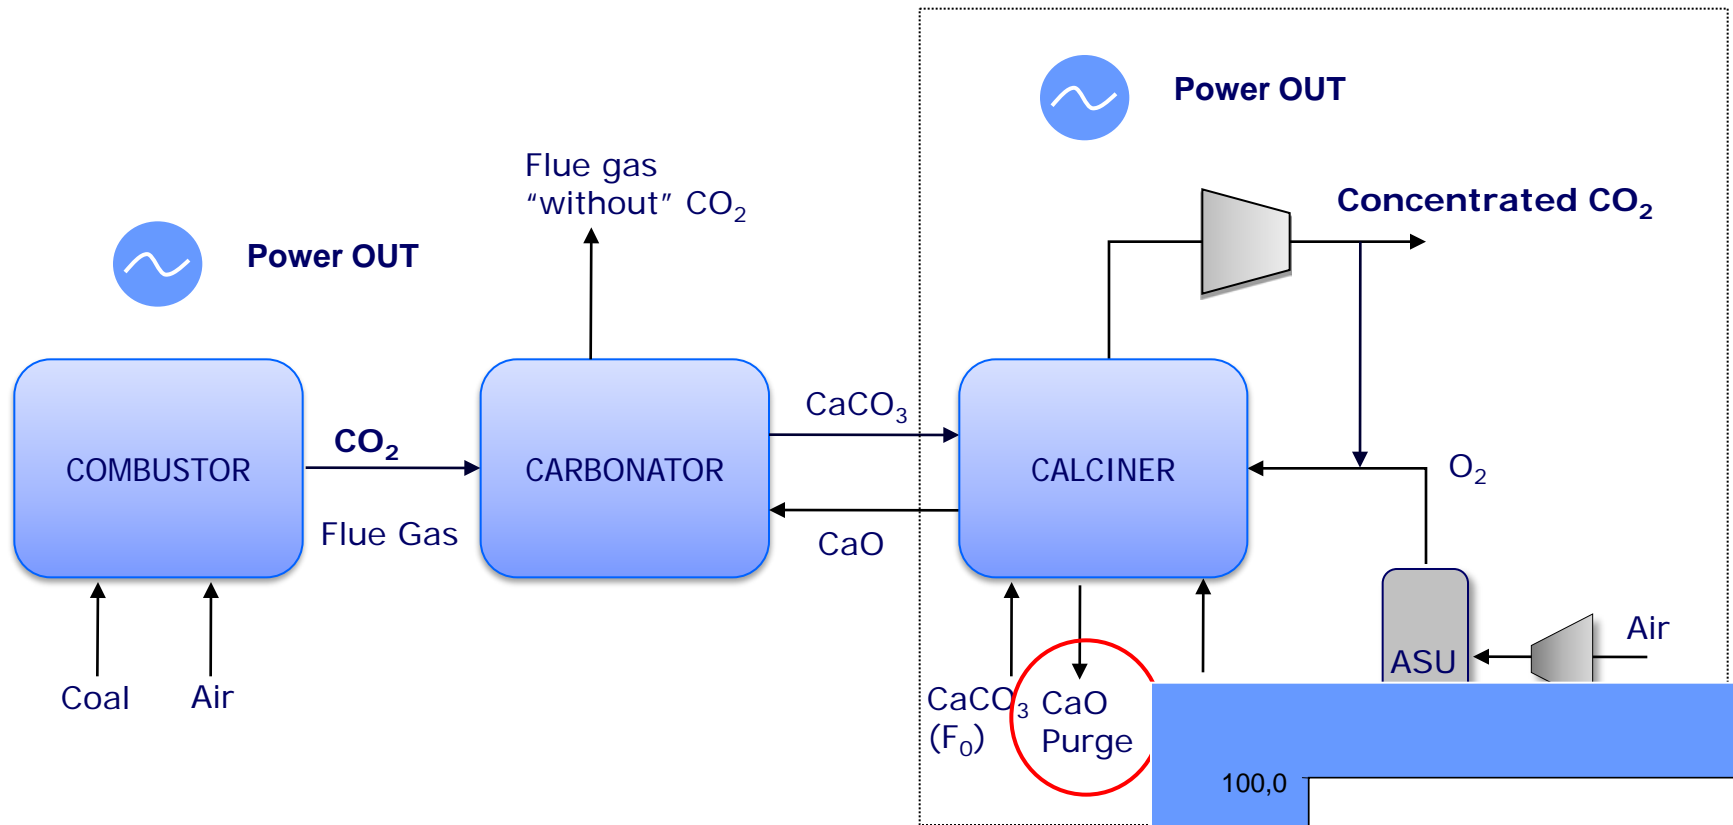 Power OUT
Flue gas
“without” CO₂
Concentrated CO₂
Power OUT
CaCO₃
CO₂
COMBUSTOR
CARBONATOR
CALCINER
O₂
Flue Gas
CaO
Air
ASU
Coal
Air
CaCO₃
(F₀)
CaO
Purge
100,0